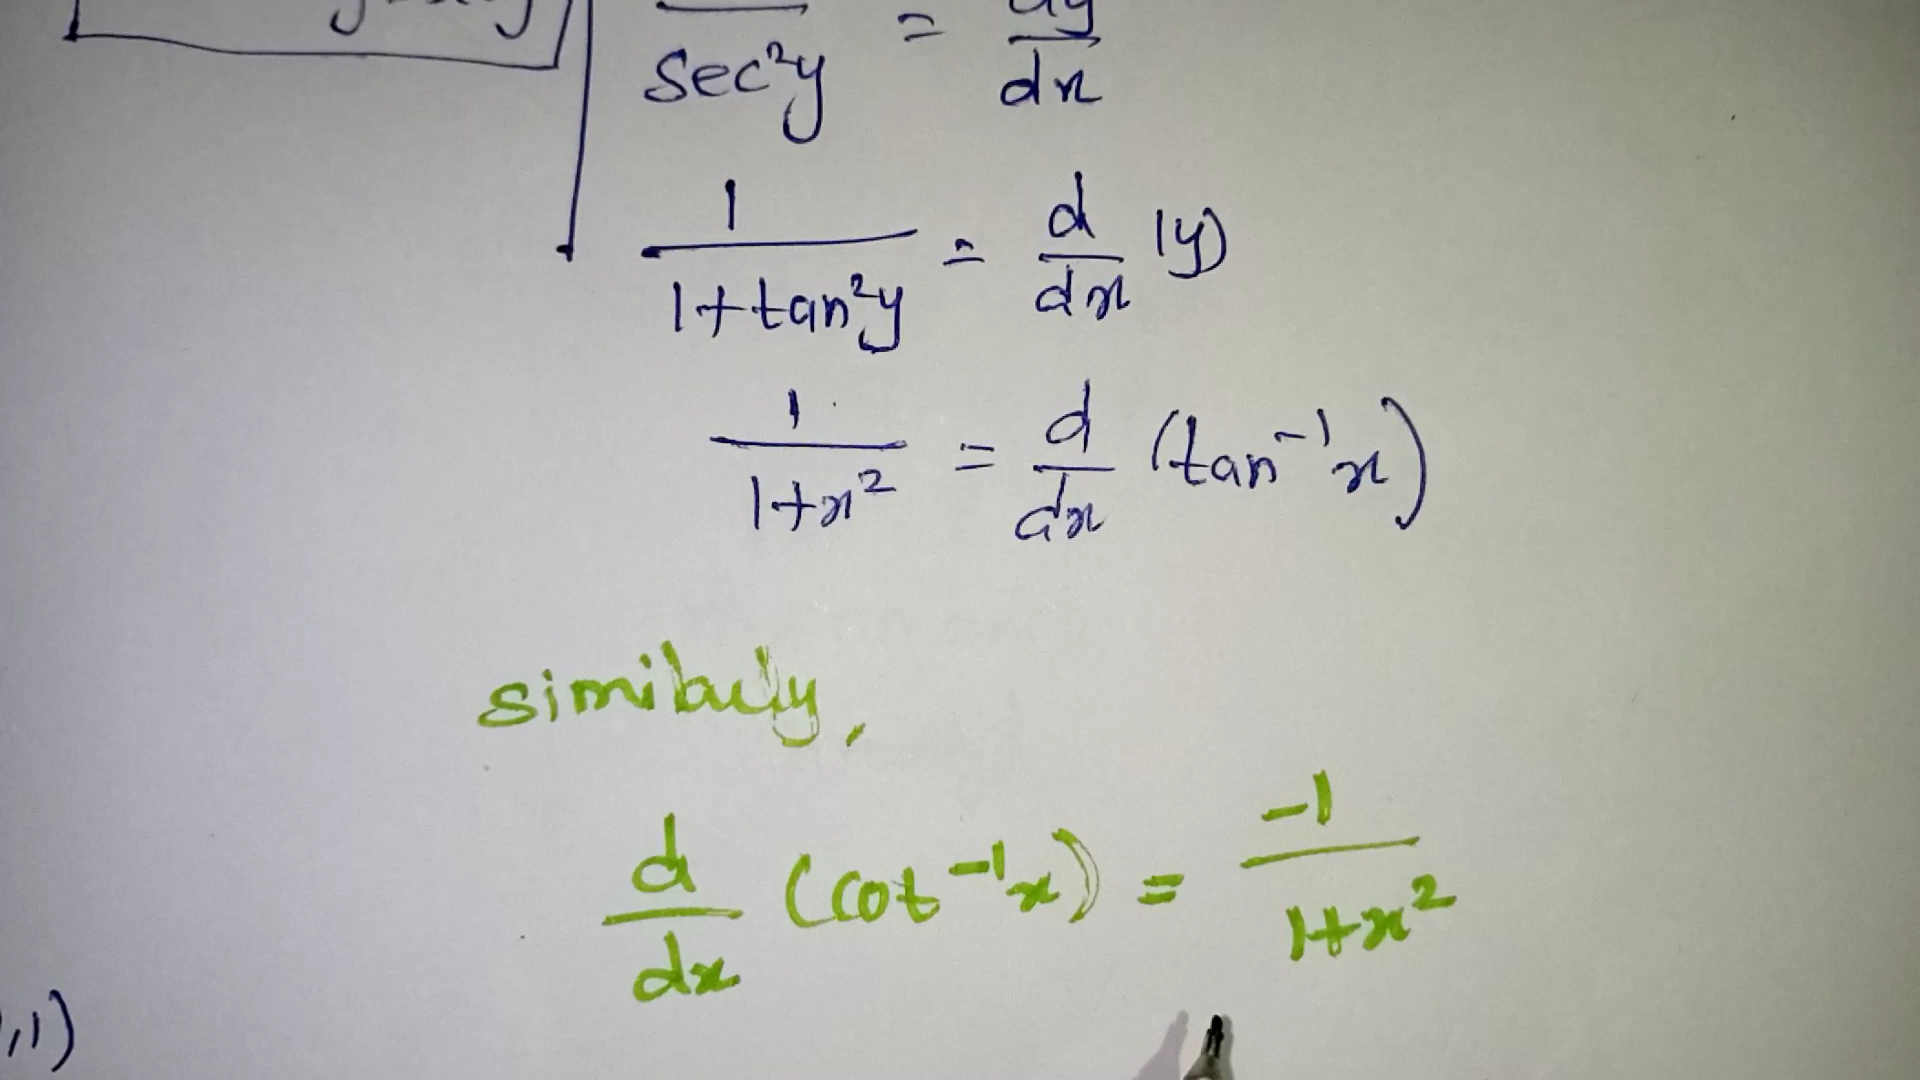 sec²y = dy/dx
1/(1+tan²y) = d/dx (y)
1/(1+x²) = d/dx (tan⁻¹x)
similarly,
d/dx (cot⁻¹x) = -1/(1+x²)
,1)